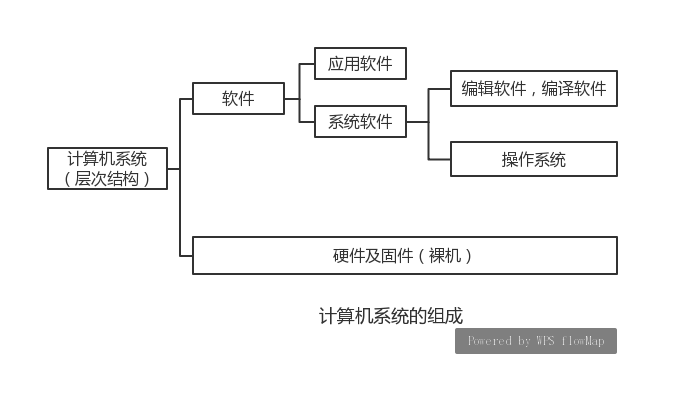 应用软件
软件
编辑软件，编译软件
系统软件
计算机系统
（层次结构）
操作系统
硬件及固件（裸机）
计算机系统的组成
Powered by WPS flowMap